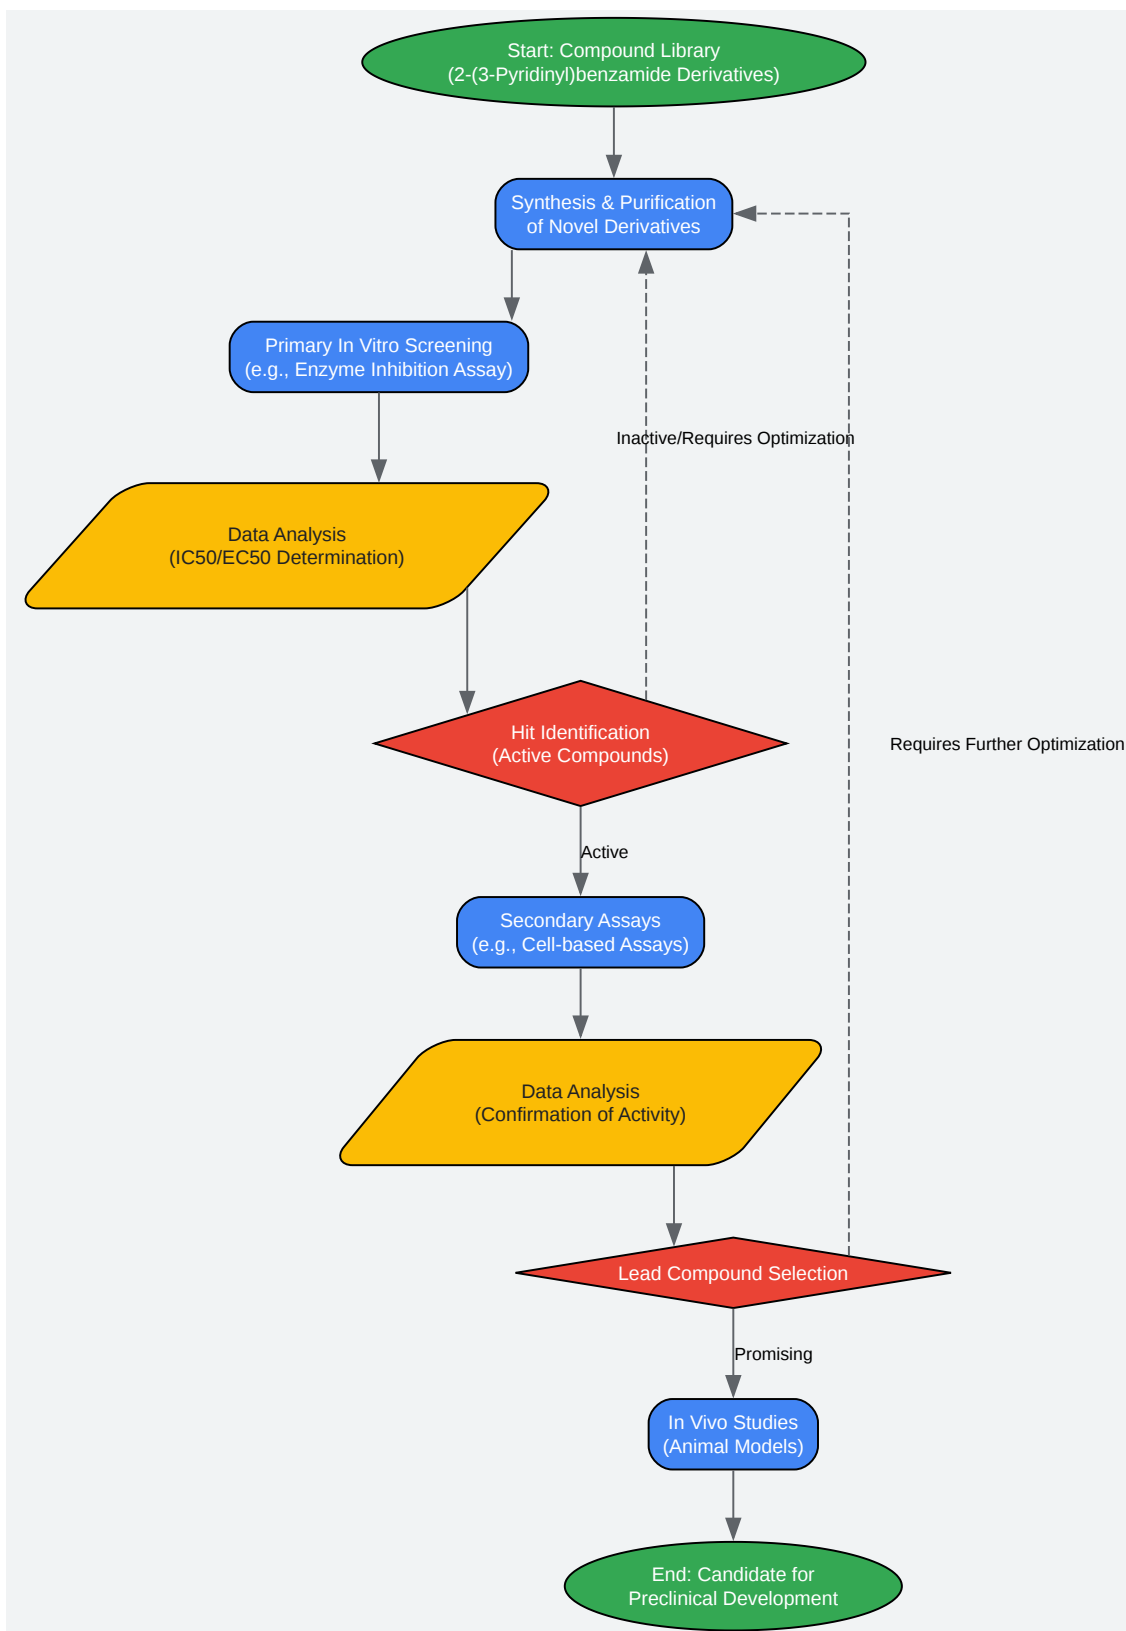 Start: Compound Library
(2-(3-Pyridinyl)benzamide Derivatives)
Synthesis & Purification
of Novel Derivatives
Primary In Vitro Screening
(e.g., Enzyme Inhibition Assay)
Inactive/Requires Optimization
Data Analysis
(IC50/EC50 Determination)
Hit Identification
(Active Compounds)
Requires Further Optimization
Active
Secondary Assays
(e.g., Cell-based Assays)
Data Analysis
(Confirmation of Activity)
Lead Compound Selection
Promising
In Vivo Studies
(Animal Models)
End: Candidate for
Preclinical Development